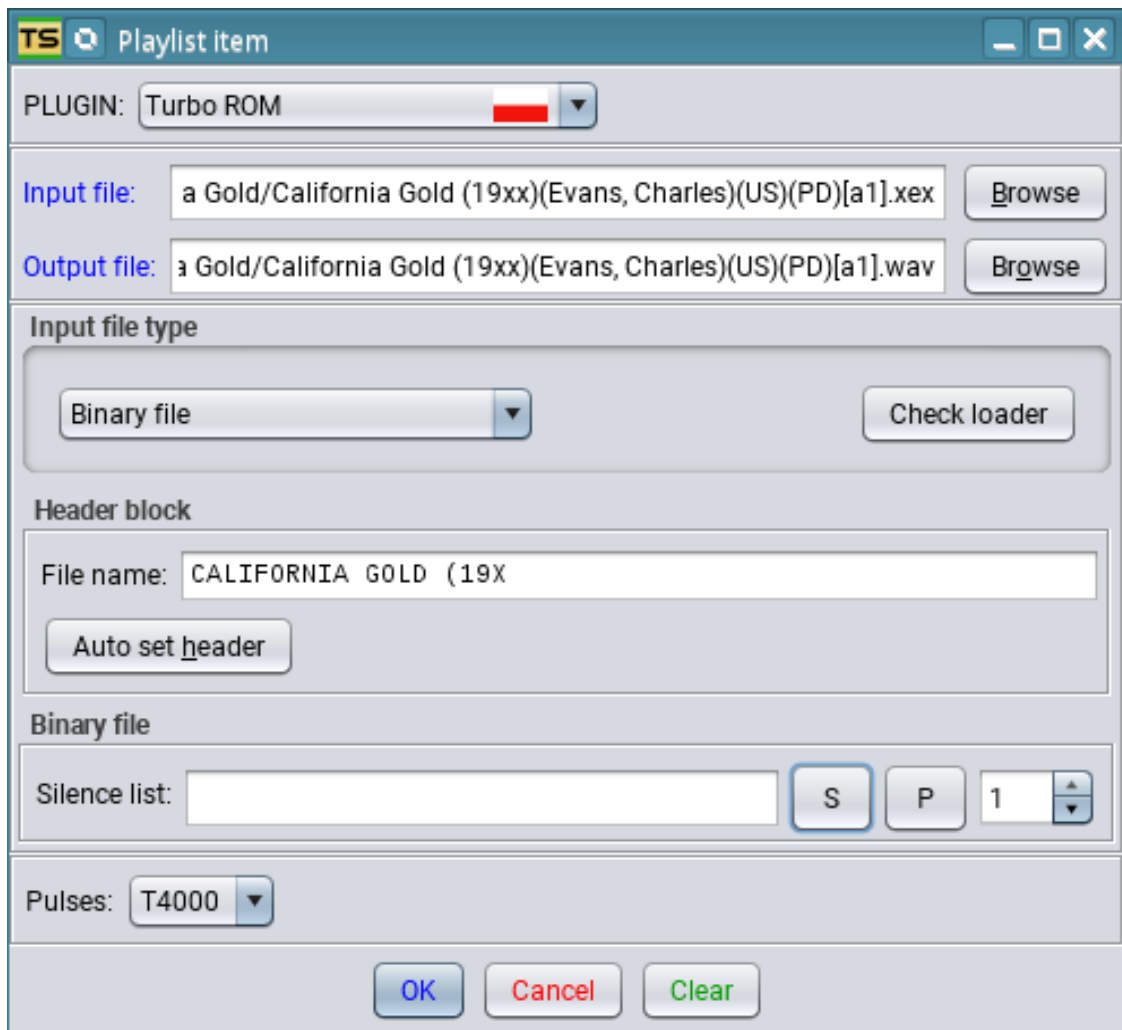 TS Playlist item
PLUGIN: Turbo ROM
Input file: a Gold/California Gold (19xx)(Evans, Charles)(US)(PD)[a1].xex Browse
Output file: a Gold/California Gold (19xx)(Evans, Charles)(US)(PD)[a1].wav Browse
Input file type
Binary file Check loader
Header block
File name: CALIFORNIA GOLD (19X
Auto set header
Binary file
Silence list: S P 1
Pulses: T4000
OK Cancel Clear